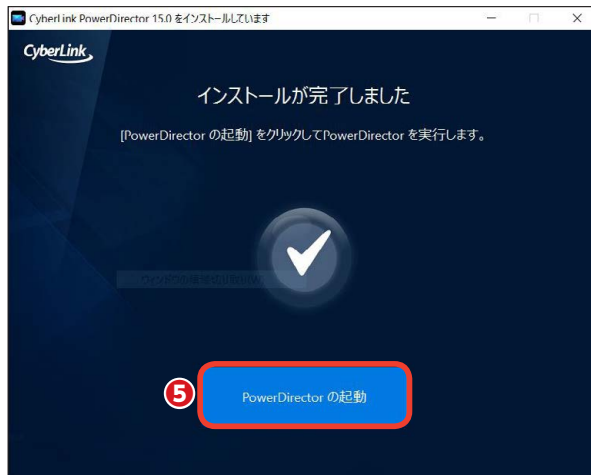 CyberLink PowerDirector 15.0 をインストールしています
CyberLink
インストールが完了しました
[PowerDirector の起動] をクリックしてPowerDirector を実行します。
5
PowerDirector の起動